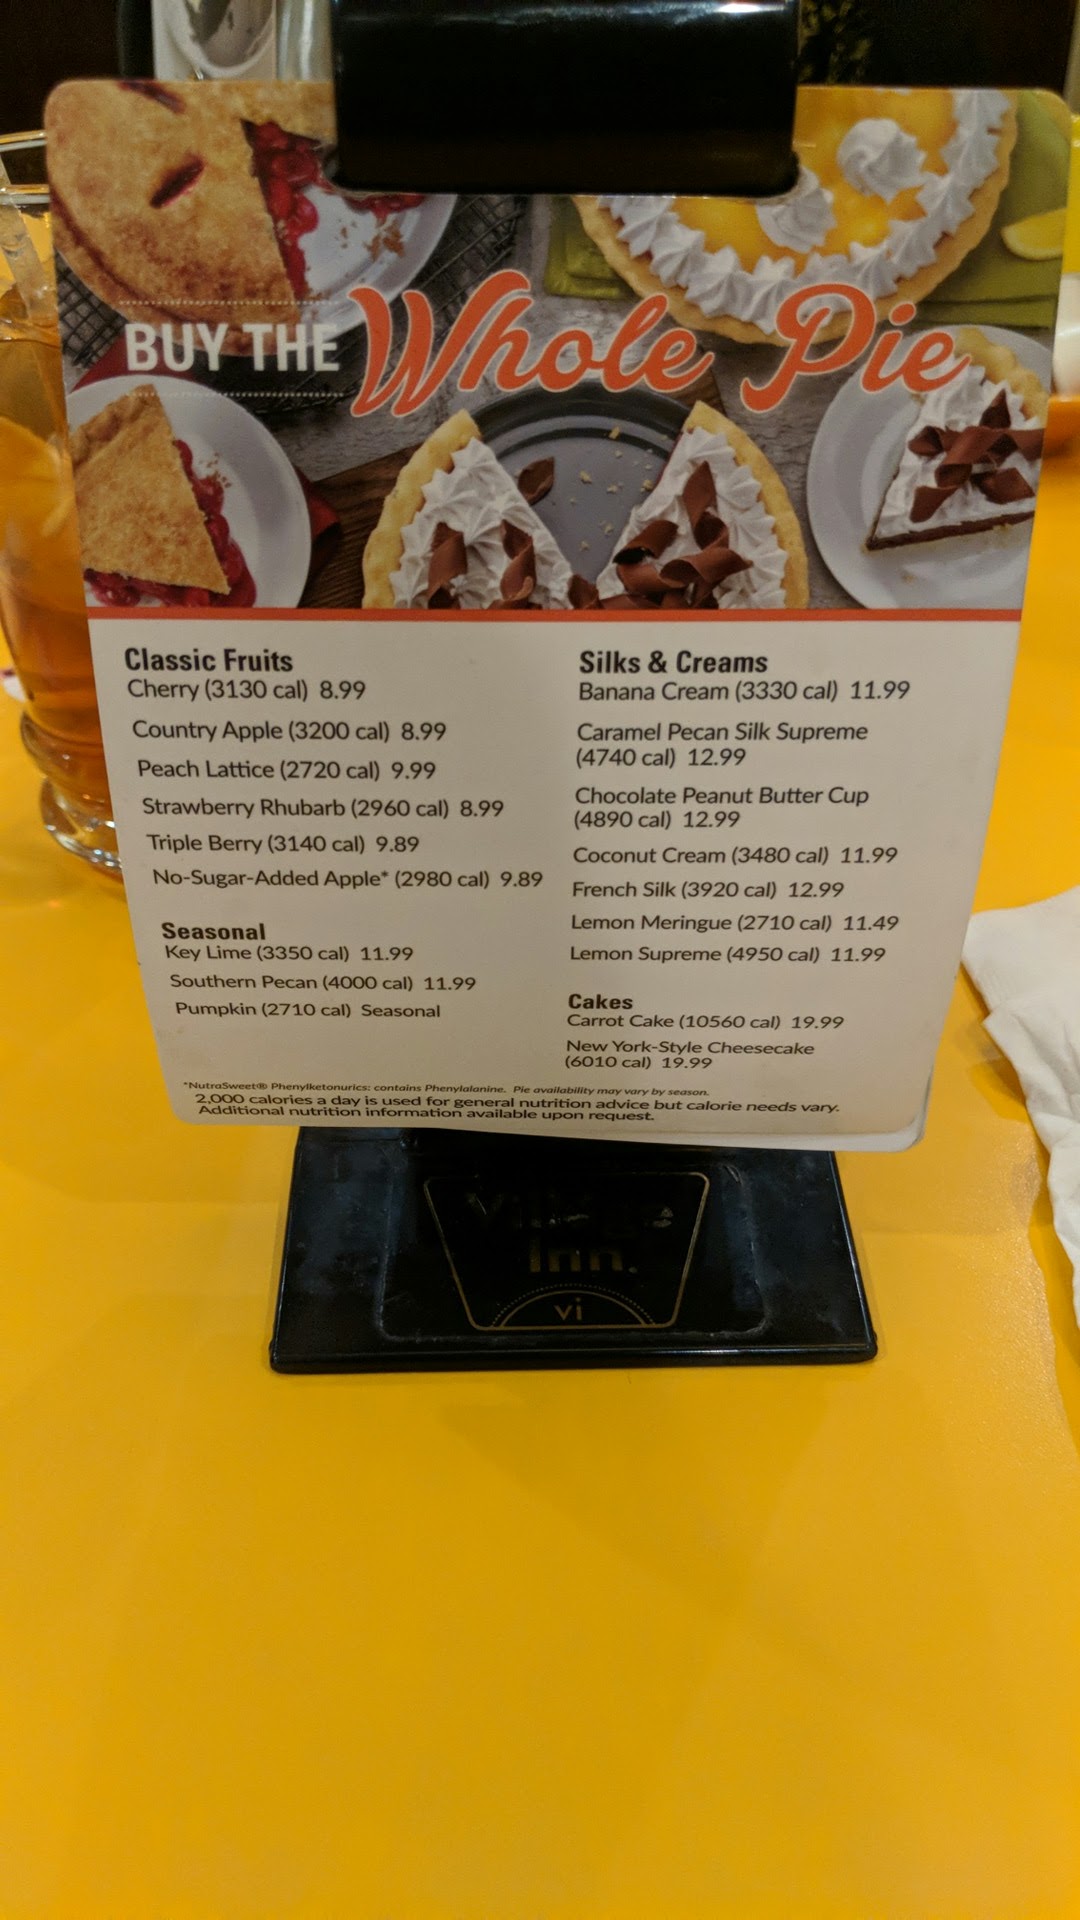 BUY THE Whole Pie
Classic Fruits
Cherry (3130 cal) 8.99
Country Apple (3200 cal) 8.99
Peach Lattice (2720 cal) 9.99
Strawberry Rhubarb (2960 cal) 8.99
Triple Berry (3140 cal) 9.89
No-Sugar-Added Apple* (2980 cal) 9.89
Seasonal
Key Lime (3350 cal) 11.99
Southern Pecan (4000 cal) 11.99
Pumpkin (2710 cal) Seasonal
Silks & Creams
Banana Cream (3330 cal) 11.99
Caramel Pecan Silk Supreme
(4740 cal) 12.99
Chocolate Peanut Butter Cup
(4890 cal) 12.99
Coconut Cream (3480 cal) 11.99
French Silk (3920 cal) 12.99
Lemon Meringue (2710 cal) 11.49
Lemon Supreme (4950 cal) 11.99
Cakes
Carrot Cake (10560 cal) 19.99
New York-Style Cheesecake
(6010 cal) 19.99
*NutraSweet® Phenylketonurics: contains Phenylalanine. Pie availability may vary by season.
2,000 calories a day is used for general nutrition advice but calorie needs vary.
Additional nutrition information available upon request.
Village
Inn.
vi